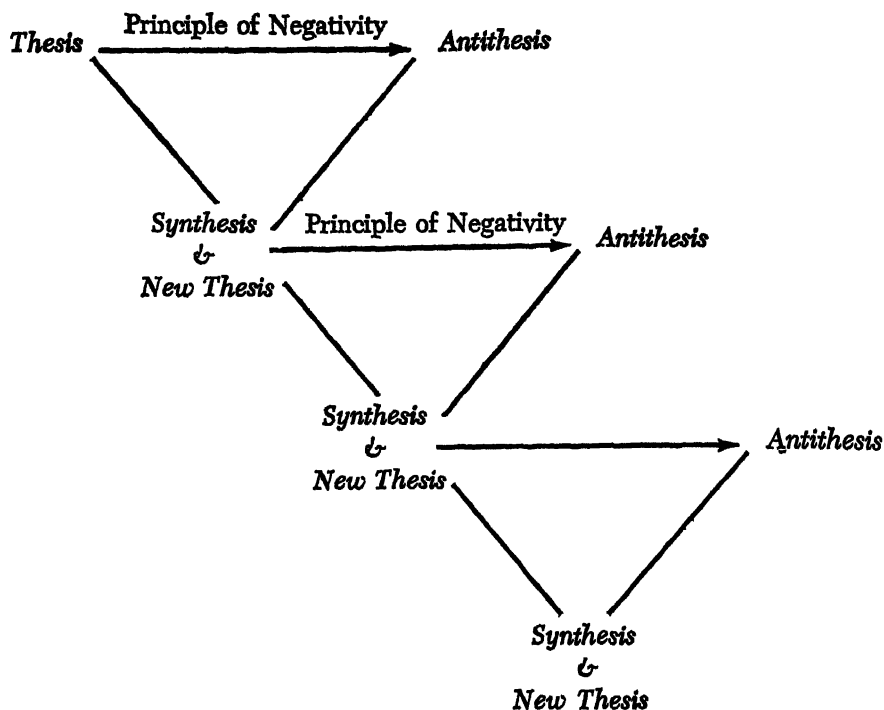 Principle of Negativity
Thesis
Antithesis
Synthesis
&
New Thesis
Principle of Negativity
Antithesis
Synthesis
&
New Thesis
Antithesis
Synthesis
&
New Thesis